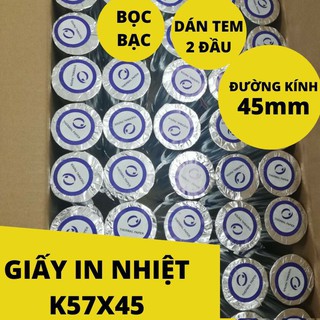 BỌC
BẠC
DÁN TEM
2 ĐẦU
ĐƯỜNG KÍNH
45mm
GIẤY IN NHIỆT
K57X45